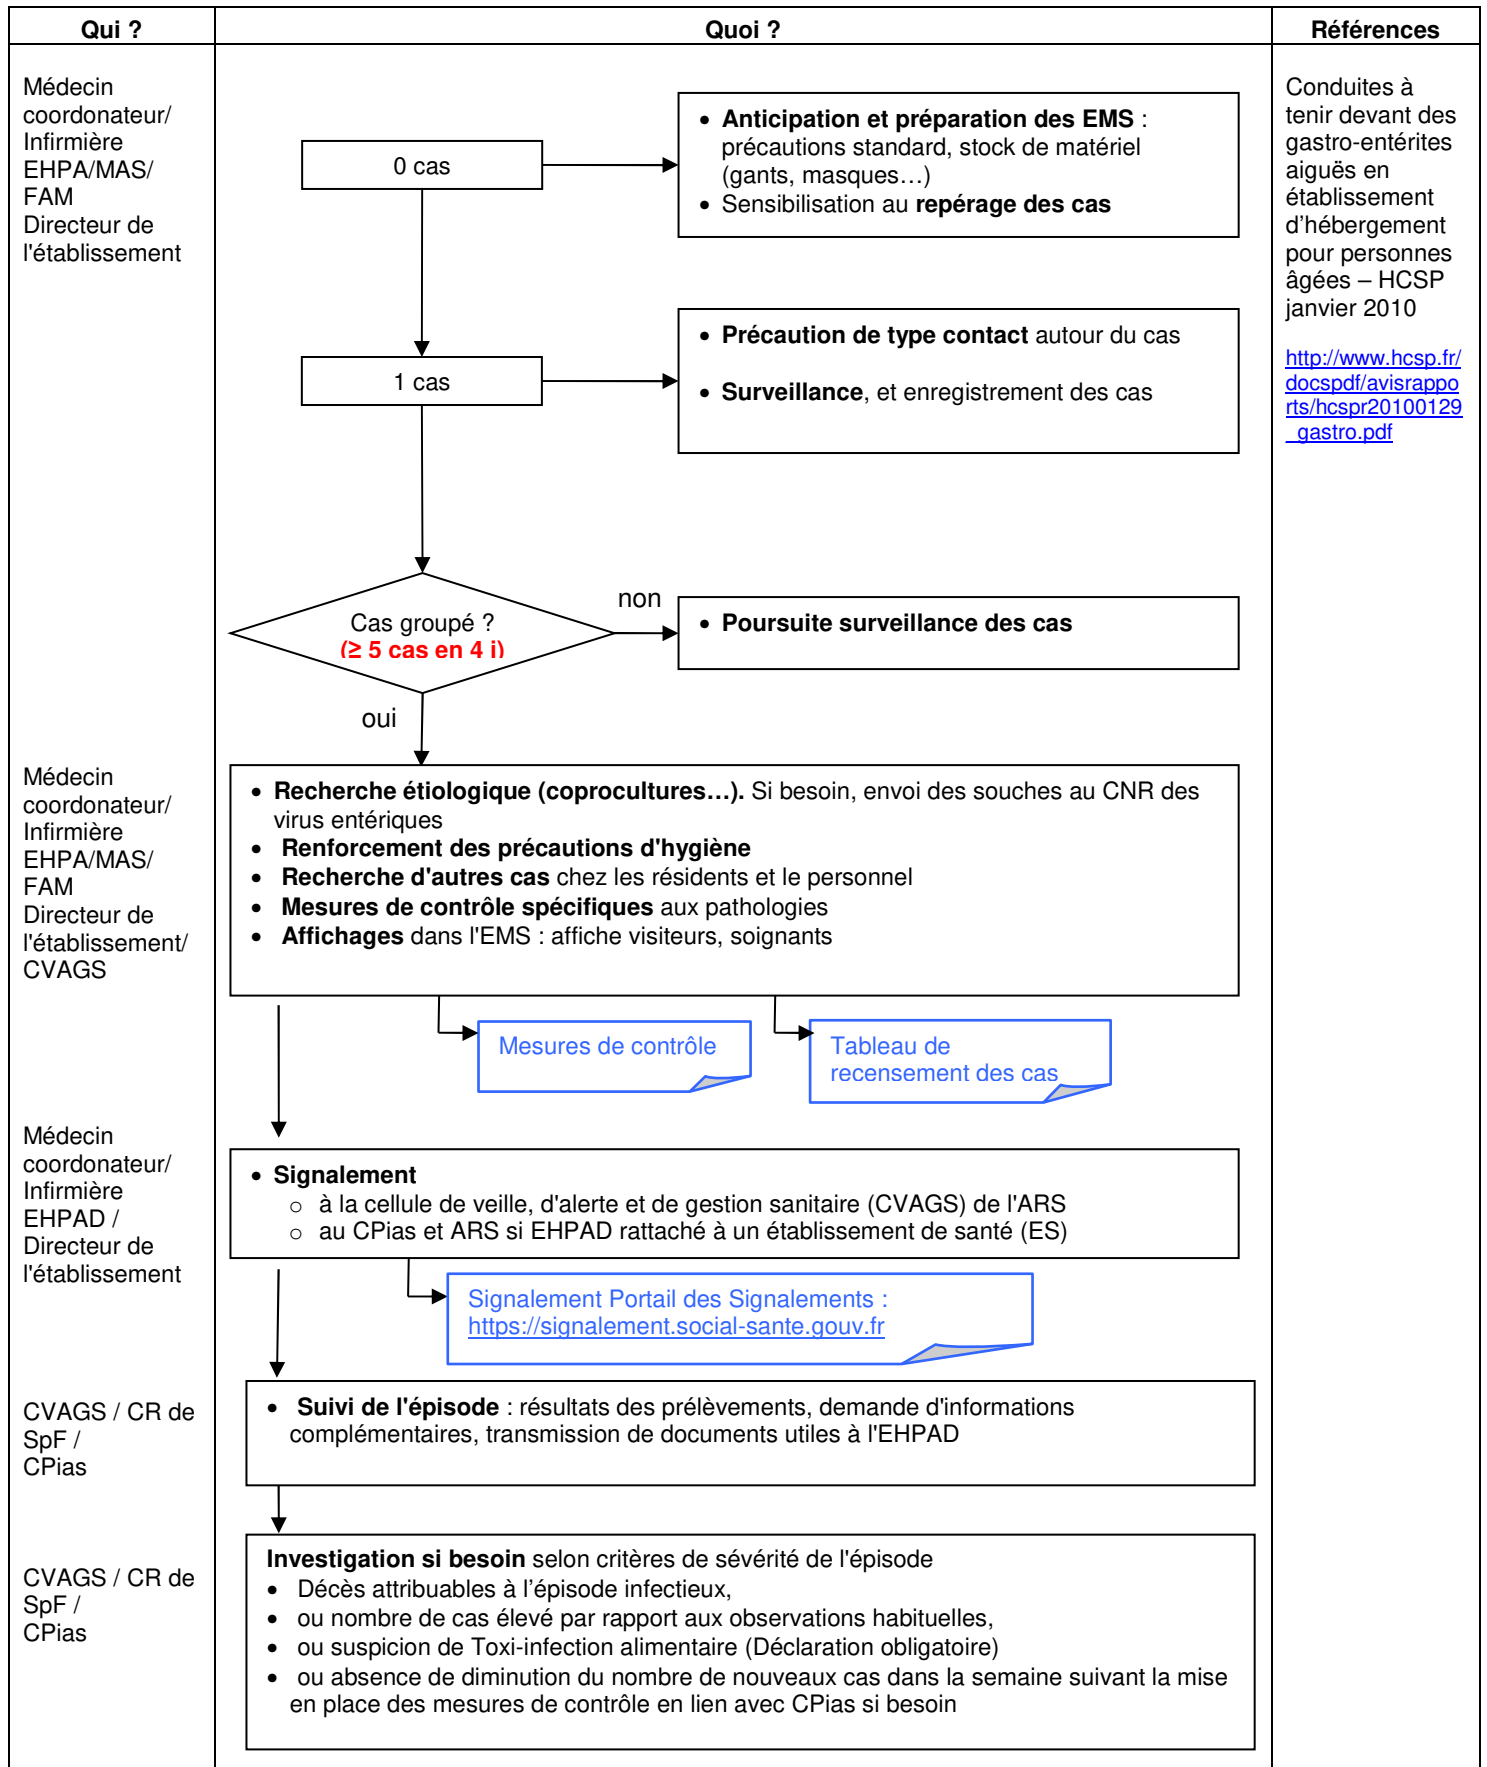 Qui ?
Quoi ?
Références
Médecin
coordonateur/
Infirmière
EHPA/MAS/
FAM
Directeur de
l'établissement
0 cas
• Anticipation et préparation des EMS :
précautions standard, stock de matériel
(gants, masques…)
• Sensibilisation au repérage des cas
Conduites à
tenir devant des
gastro-entérites
aiguës en
établissement
d’hébergement
pour personnes
âgées – HCSP
janvier 2010
http://www.hcsp.fr/
docspdf/avisrappo
rts/hcspr20100129
_gastro.pdf
1 cas
• Précaution de type contact autour du cas
• Surveillance, et enregistrement des cas
Cas groupé ?
(≥ 5 cas en 4 j)
non
• Poursuite surveillance des cas
oui
Médecin
coordonateur/
Infirmière
EHPA/MAS/
FAM
Directeur de
l'établissement/
CVAGS
• Recherche étiologique (coprocultures…). Si besoin, envoi des souches au CNR des
virus entériques
• Renforcement des précautions d'hygiène
• Recherche d'autres cas chez les résidents et le personnel
• Mesures de contrôle spécifiques aux pathologies
• Affichages dans l'EMS : affiche visiteurs, soignants
Mesures de contrôle
Tableau de
recensement des cas
Médecin
coordonateur/
Infirmière
EHPAD /
Directeur de
l'établissement
• Signalement
o à la cellule de veille, d'alerte et de gestion sanitaire (CVAGS) de l'ARS
o au CPias et ARS si EHPAD rattaché à un établissement de santé (ES)
Signalement Portail des Signalements :
https://signalement.social-sante.gouv.fr
CVAGS / CR de
SpF /
CPias
• Suivi de l'épisode : résultats des prélèvements, demande d'informations
complémentaires, transmission de documents utiles à l'EHPAD
CVAGS / CR de
SpF /
CPias
Investigation si besoin selon critères de sévérité de l'épisode
• Décès attribuables à l’épisode infectieux,
• ou nombre de cas élevé par rapport aux observations habituelles,
• ou suspicion de Toxi-infection alimentaire (Déclaration obligatoire)
• ou absence de diminution du nombre de nouveaux cas dans la semaine suivant la mise
en place des mesures de contrôle en lien avec CPias si besoin